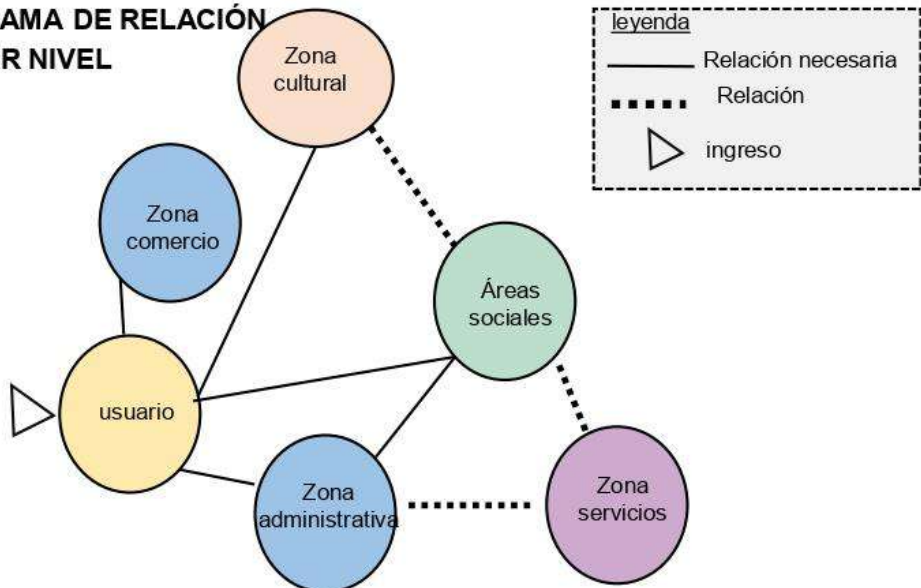 AMA DE RELACIÓN
R NIVEL
Zona
cultural
leyenda
Relación necesaria
Relación
ingreso
Zona
comercio
Áreas
sociales
usuario
Zona
administrativa
Zona
servicios